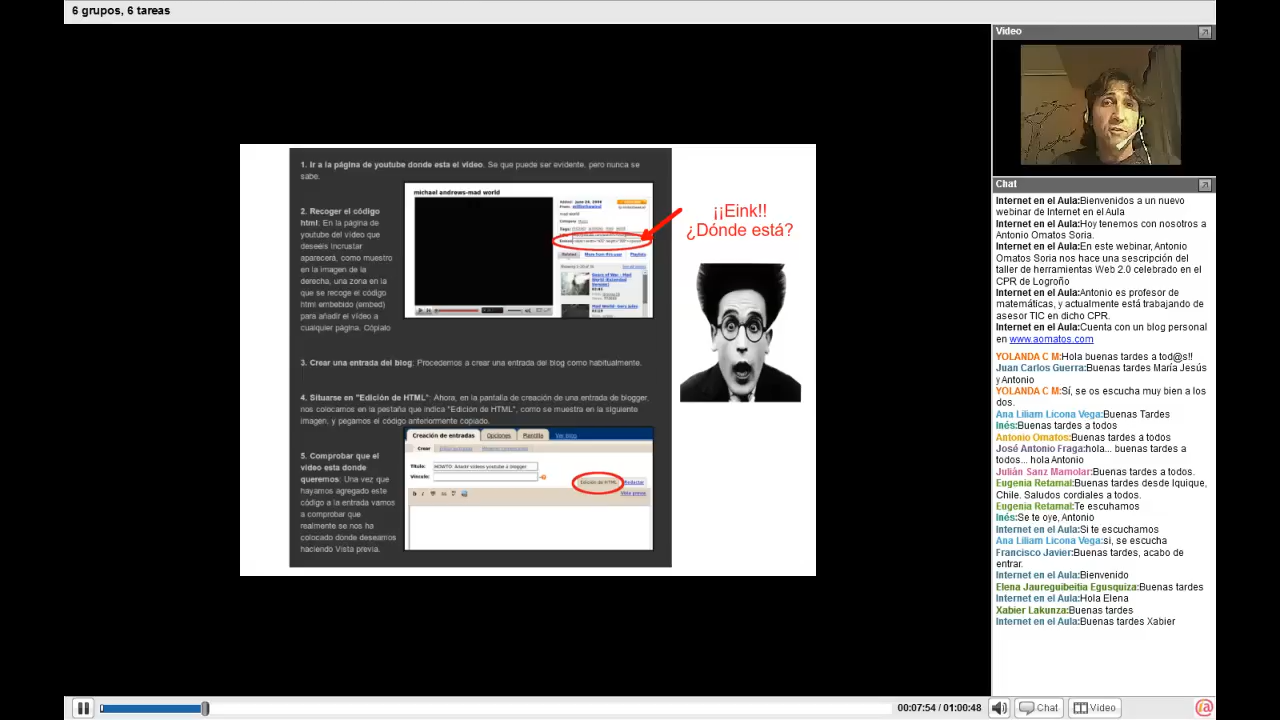 6 grupos, 6 tareas
1. Ir a la página de youtube donde esta el video. Se que puede ser evidente, pero nunca se
sabe.
2. Recoger el código
html: En la página de
youtube del vídeo que
deseéis incrustar
aparecerá, como muestro
en la imagen de la
derecha, una zona en la
que se recoge el código
html embebido (embed)
para añadir el vídeo a
cualquier página. Cópialo
michael andrews-mad world
mad world
Related
More from this user
Playlists
¡¡Eink!!
¿Dónde está?
3. Crear una entrada del blog: Procedemos a crear una entrada del blog como habitualmente.
4. Situarse en "Edición de HTML": Ahora, en la pantalla de creación de una entrada de blogger,
nos colocamos en la pestaña que indica "Edición de HTML", como se muestra en la siguiente
imagen, y pegamos el código anteriormente copiado.
5. Comprobar que el
video esta donde
queremos: Una vez que
hayamos agregado este
código a la entrada vamos
a comprobar que
realmente se nos ha
colocado donde deseamos
haciendo Vista previa.
Creación de entradas
Opciones
Plantilla
Ver blog
Crear
Título:
HOWTO: Añadir vídeos youtube a blogger
Vínculo:
Edición de HTML
Redactar
Vista previa
Video
Chat
Internet en el Aula:Bienvenidos a un nuevo
webinar de Internet en el Aula
Internet en el Aula:Hoy tenemos con nosotros a
Antonio Omatos Soria.
Internet en el Aula:En este webinar, Antonio
Omatos Soria nos hace una sescripción del
taller de herramientas Web 2.0 celebrado en el
CPR de Logroño
Internet en el Aula:Antonio es profesor de
matemáticas, y actualmente está trabajando de
asesor TIC en dicho CPR.
Internet en el Aula:Cuenta con un blog personal
en www.aomatos.com
YOLANDA C M:Hola buenas tardes a tod@s!!
Juan Carlos Guerra:Buenas tardes María Jesús
y Antonio
YOLANDA C M:Sí, se os escucha muy bien a los
dos.
Ana Liliam Licona Vega:Buenas Tardes
Inés:Buenas tardes a todos
Antonio Omatos:Buenas tardes a todos
José Antonio Fraga:hola... buenas tardes a
todos... hola Antonio
Julián Sanz Mamolar:Buenas tardes a todos.
Eugenia Retamal:Buenas tardes desde Iquique,
Chile. Saludos cordiales a todos.
Eugenia Retamal:Te escuhamos
Inés:Se te oye, Antonio
Internet en el Aula:Si te escuchamos
Ana Liliam Licona Vega:si, se escucha
Francisco Javier:Buenas tardes, acabo de
entrar.
Internet en el Aula:Bienvenido
Elena Jaureguibeitia Egusquiza:Buenas tardes
Internet en el Aula:Hola Elena
Xabier Lakunza:Buenas tardes
Internet en el Aula:Buenas tardes Xabier
00:07:54 / 01:00:48
Chat
Video